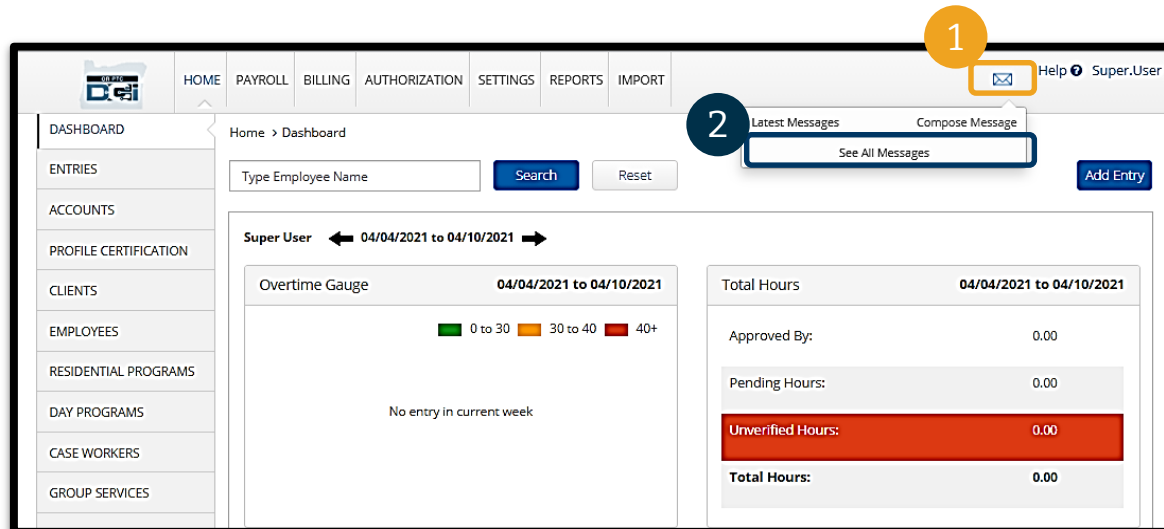 1
OR PTC
DCi
HOME PAYROLL BILLING AUTHORIZATION SETTINGS REPORTS IMPORT
Help ? Super.User
2
Latest Messages Compose Message
See All Messages
DASHBOARD
ENTRIES
ACCOUNTS
PROFILE CERTIFICATION
CLIENTS
EMPLOYEES
RESIDENTIAL PROGRAMS
DAY PROGRAMS
CASE WORKERS
GROUP SERVICES
Home > Dashboard
Type Employee Name Search Reset
Add Entry
Super User 04/04/2021 to 04/10/2021
Overtime Gauge 04/04/2021 to 04/10/2021
0 to 30 30 to 40 40+
No entry in current week
Total Hours 04/04/2021 to 04/10/2021
Approved By: 0.00
Pending Hours: 0.00
Unverified Hours: 0.00
Total Hours: 0.00